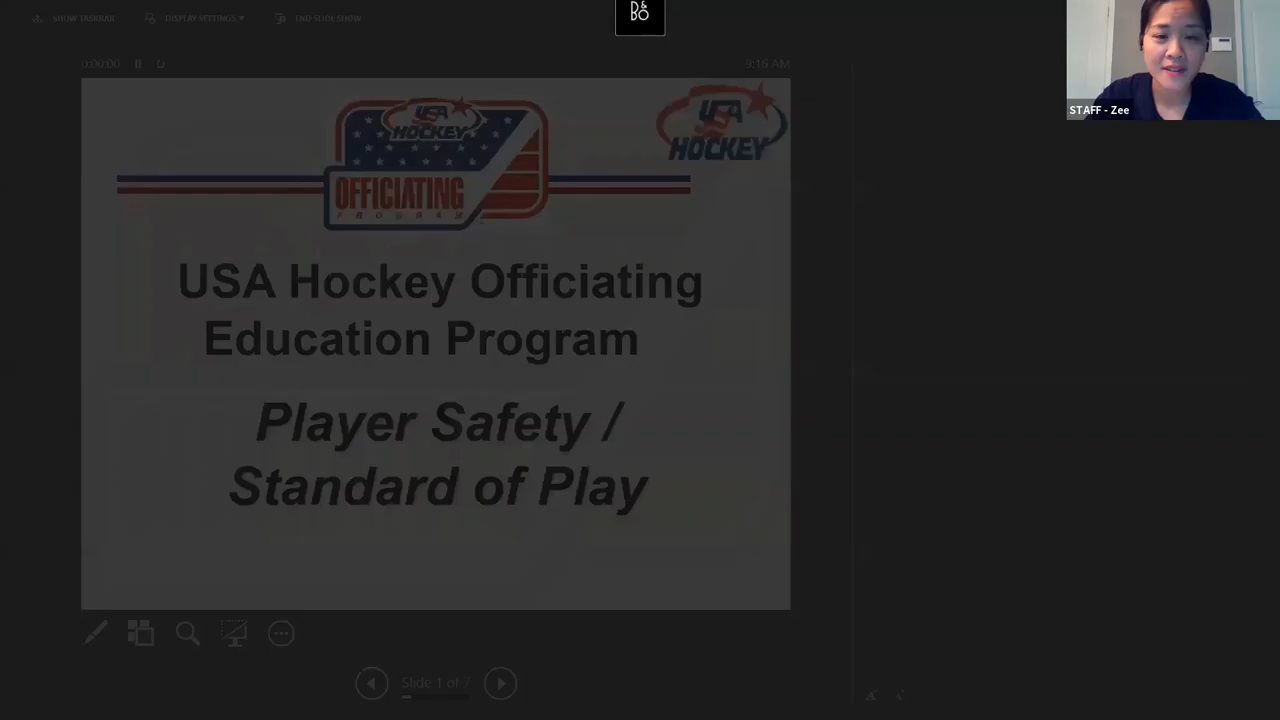 SHOW TASKBAR
DISPLAY SETTINGS ▾
END SLIDE SHOW
B&O
0:00:00
9:16 AM
STAFF - Zee
USA
HOCKEY
OFFICIATING
PROGRAM
USA
HOCKEY
USA Hockey Officiating
Education Program
Player Safety /
Standard of Play
Slide 1 of 7
A
A